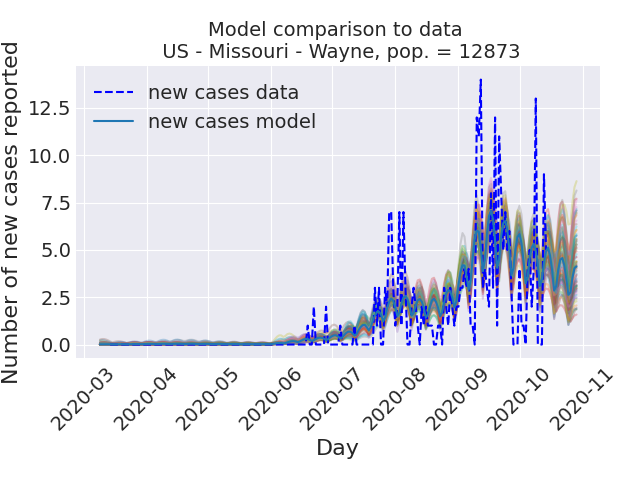 Model comparison to data
US - Missouri - Wayne, pop. = 12873
Number of new cases reported
12.5
10.0
7.5
5.0
2.5
0.0
new cases data
new cases model
2020-03
2020-04
2020-05
2020-06
2020-07
2020-08
2020-09
2020-10
2020-11
Day